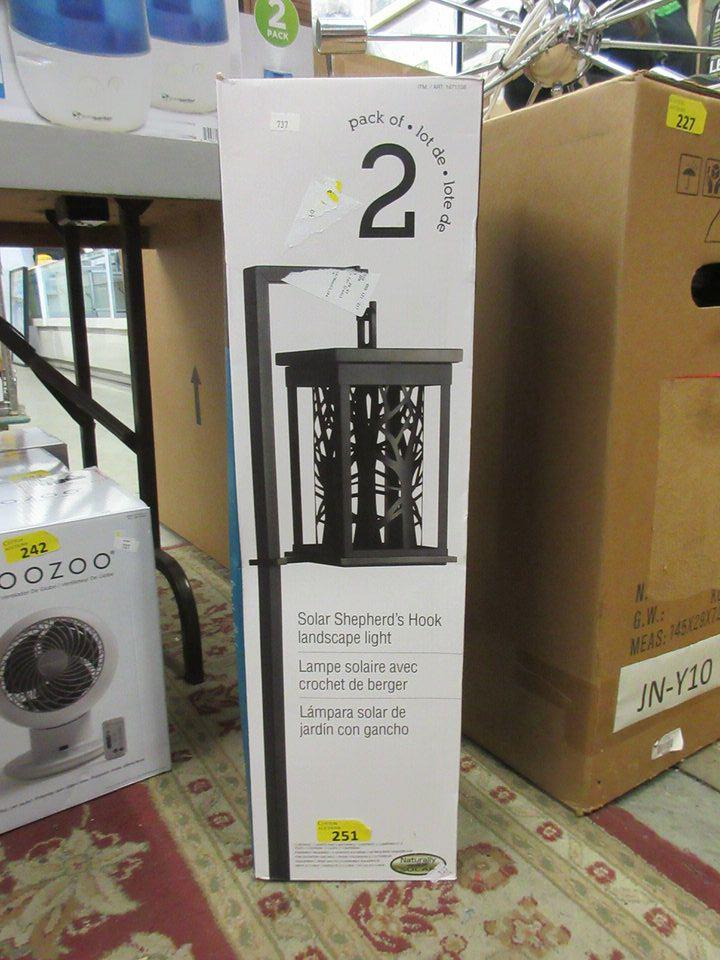 2
PACK
737
pack of • lot de • lote de
2
227
242
OOZOO
Solar Shepherd's Hook
landscape light
Lampe solaire avec
crochet de berger
Lámpara solar de
jardín con gancho
251
Naturally
SOLAR
N.
G.W.:
MEAS:
JN-Y10